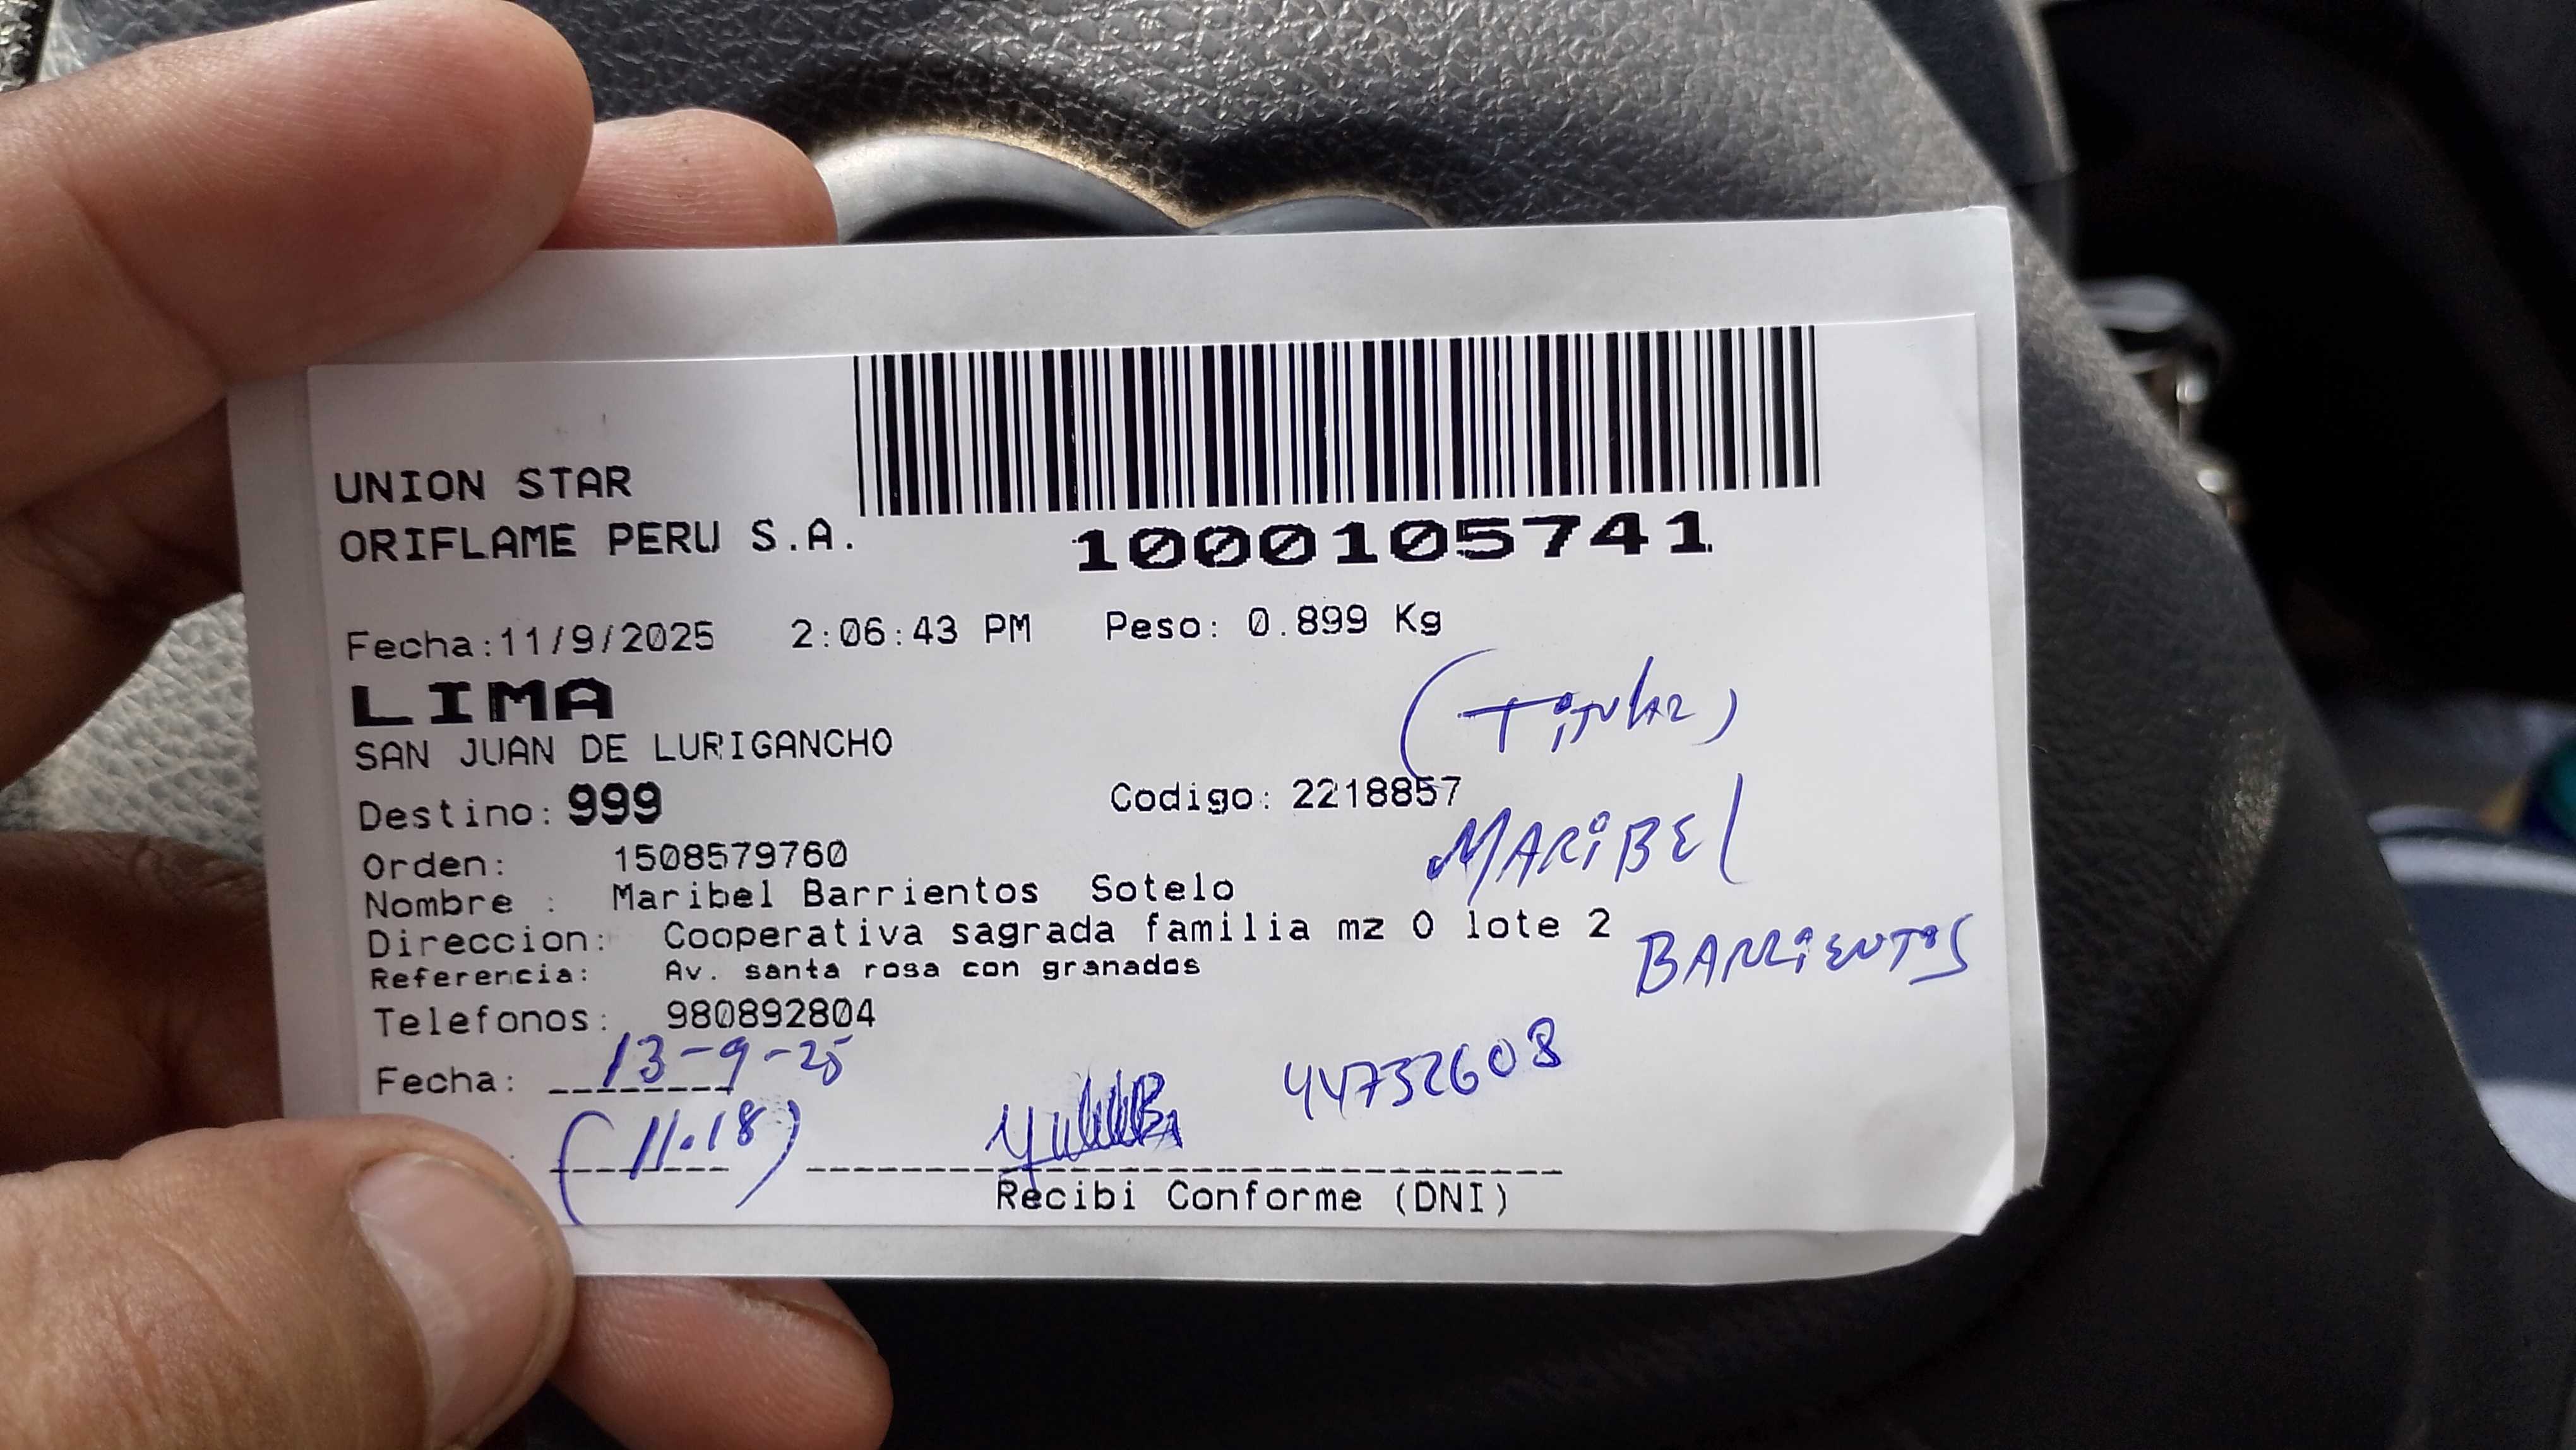 UNION STAR
ORIFLAME PERU S.A.
1000105741
Fecha:11/9/2025 2:06:43 PM Peso: 0.899 Kg
LIMA
(Titular)
SAN JUAN DE LURIGANCHO
Destino: 999 Codigo: 2218857
MARiBEL
Orden: 1508579760
Nombre : Maribel Barrientos Sotelo
Direccion: Cooperativa sagrada familia mz O lote 2
BARRiENTOS
Referencia: Av. santa rosa con granados
Telefonos: 980892804
Fecha: 13-9-25
44732608
(11.18)
Recibi Conforme (DNI)